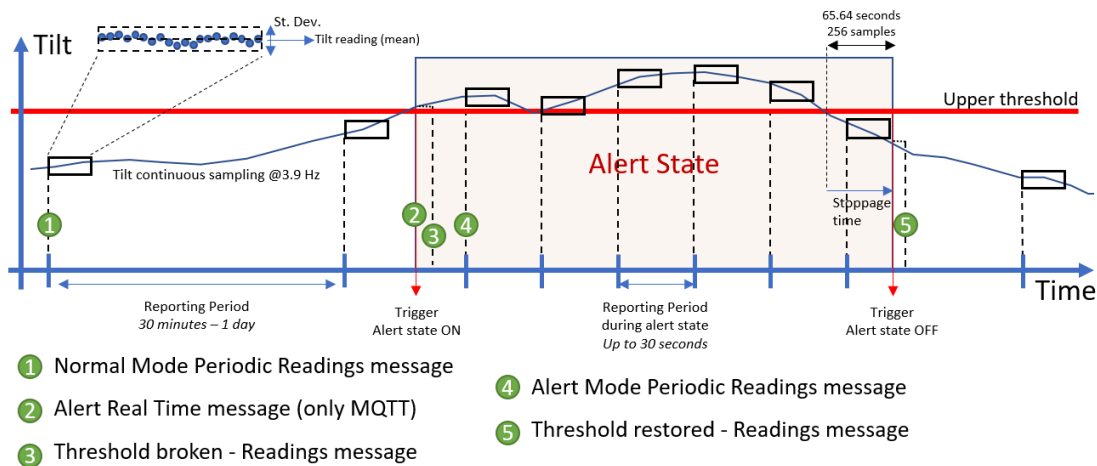 65.64 seconds
256 samples
St. Dev.
Tilt
Tilt reading (mean)
Upper threshold
Alert State
Tilt continuous sampling @3.9 Hz
Stoppage
time
1
2
3
4
5
Time
Reporting Period
30 minutes – 1 day
Trigger
Alert state ON
Reporting Period
during alert state
Up to 30 seconds
Trigger
Alert state OFF
1 Normal Mode Periodic Readings message
2 Alert Real Time message (only MQTT)
3 Threshold broken - Readings message
4 Alert Mode Periodic Readings message
5 Threshold restored - Readings message